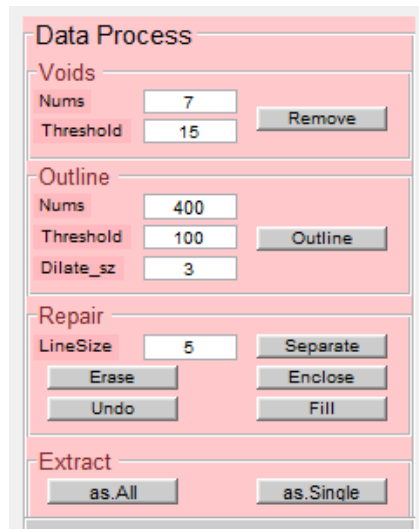 Data Process
Voids
Nums 7
Threshold 15 Remove
Outline
Nums 400
Threshold 100 Outline
Dilate_sz 3
Repair
LineSize 5 Separate
Erase Enclose
Undo Fill
Extract
as.All as.Single